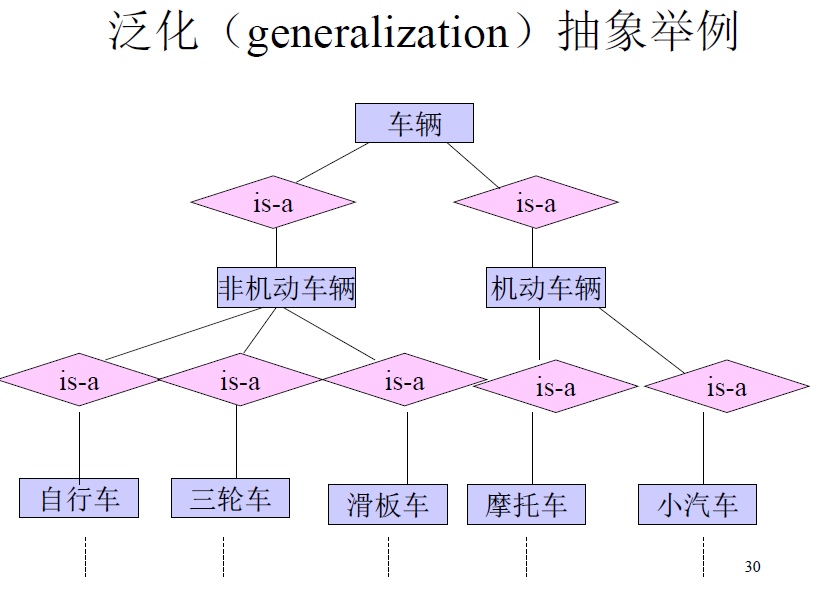 泛化（generalization）抽象举例
车辆
is-a
is-a
非机动车辆
机动车辆
is-a
is-a
is-a
is-a
is-a
自行车
三轮车
滑板车
摩托车
小汽车
30